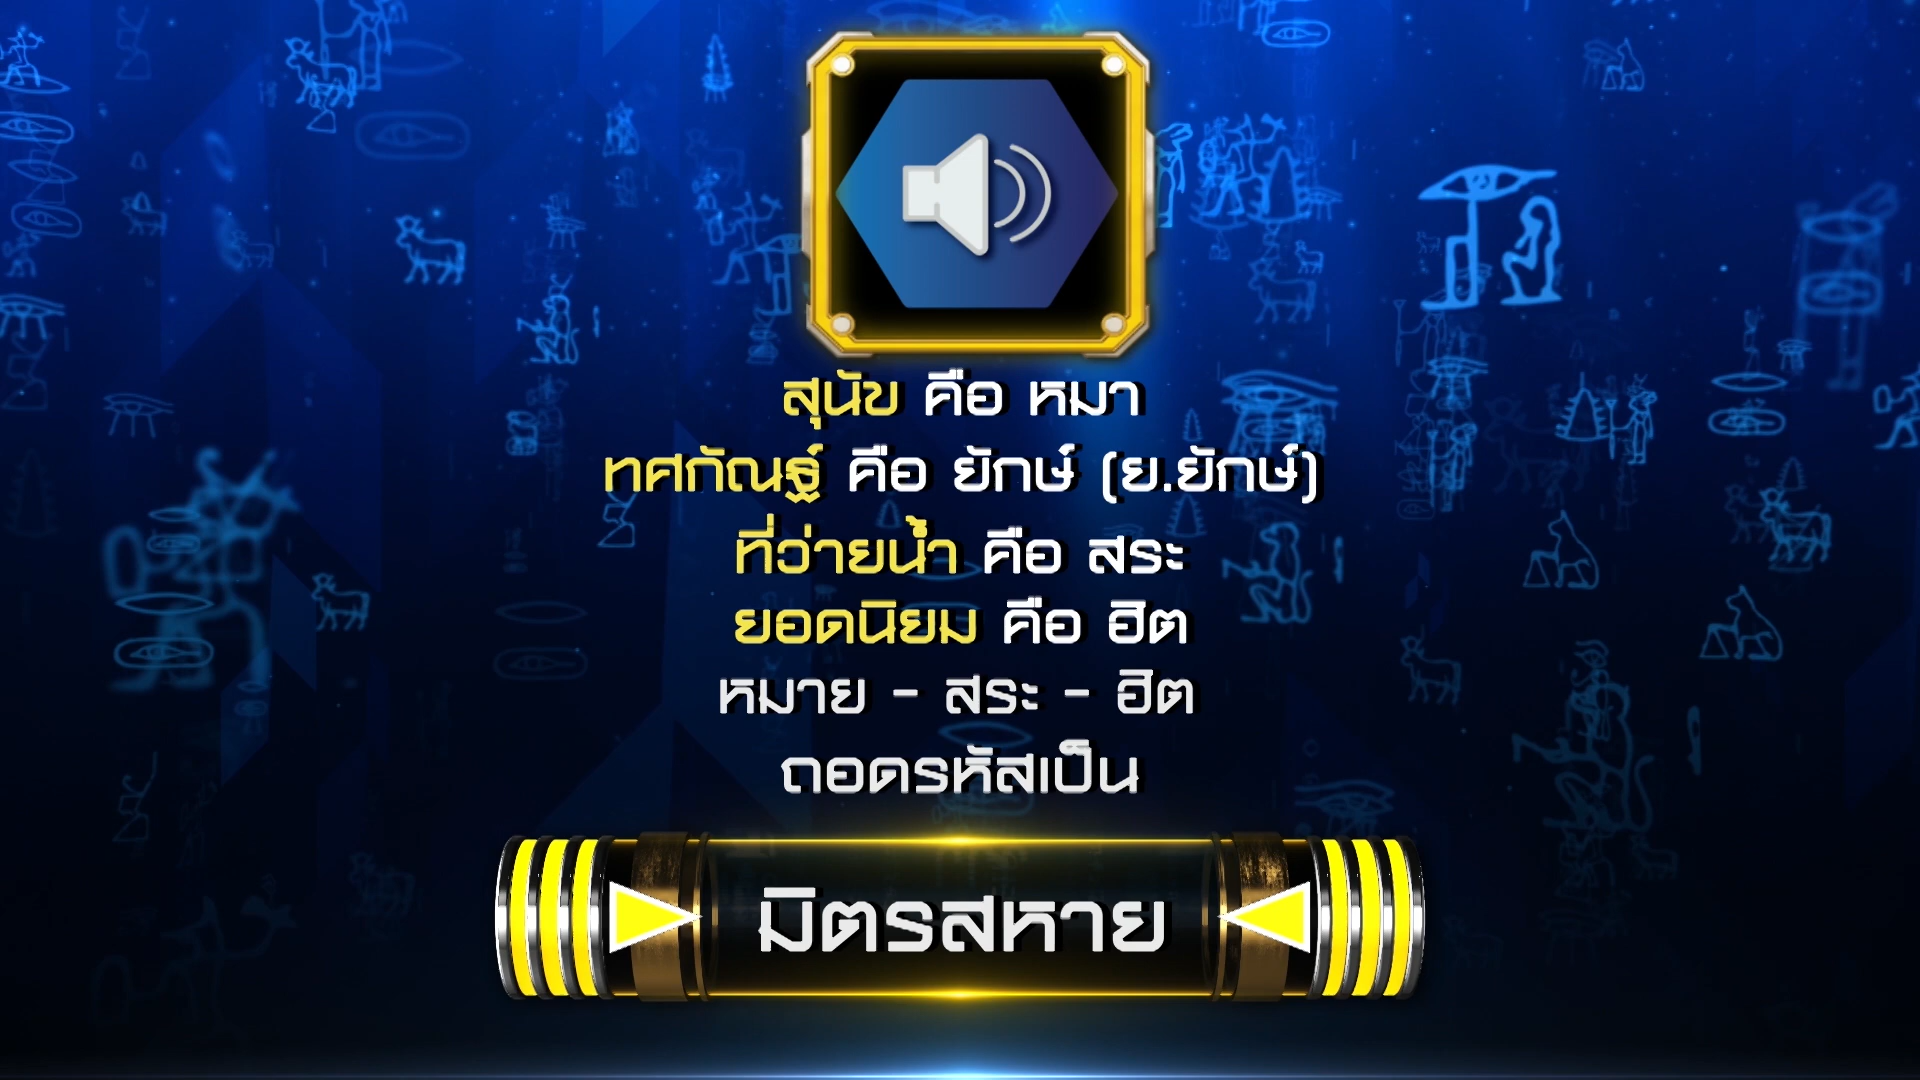 สุนัข คือ หมา
ทศกัณฐ์ คือ ยักษ์ (ย.ยักษ์)
ที่ว่ายน้ำ คือ สระ
ยอดนิยม คือ ฮิต
หมาย - สระ - ฮิต
ถอดรหัสเป็น
มิตรสหาย